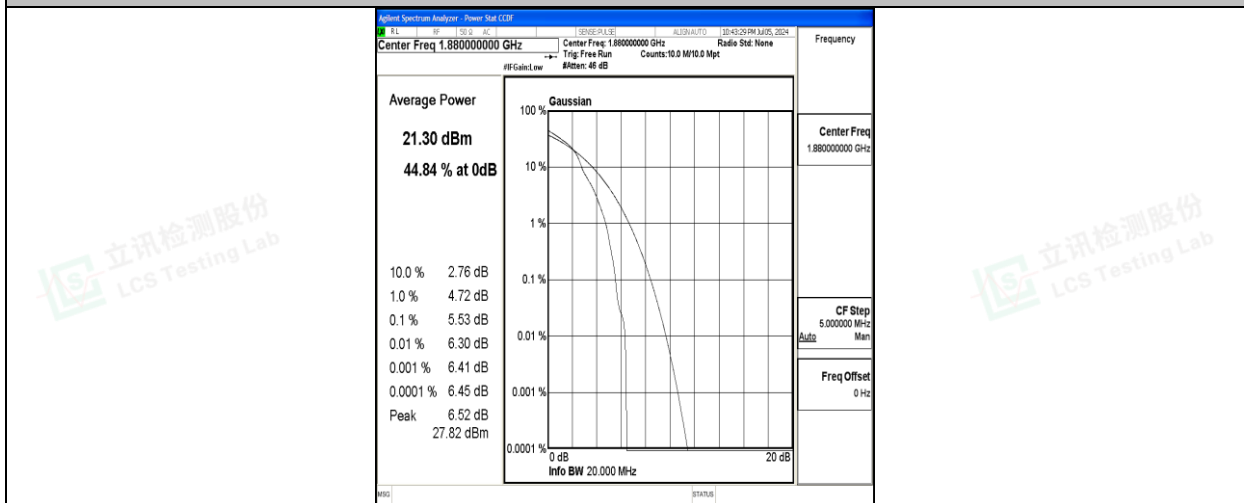 Agilent Spectrum Analyzer - Power Stat CCDF
RL RF 50 Ω AC SENSE:PULSE ALIGNAUTO 10:43:29 PM Jul 05, 2024
Center Freq 1.880000000 GHz
Center Freq: 1.880000000 GHz Radio Std: None
Trig: Free Run Counts:10.0 M/10.0 Mpt
#IFGain:Low #Atten: 46 dB
Frequency
Average Power
21.30 dBm
44.84 % at 0dB
10.0 % 2.76 dB
1.0 % 4.72 dB
0.1 % 5.53 dB
0.01 % 6.30 dB
0.001 % 6.41 dB
0.0001 % 6.45 dB
Peak 6.52 dB
27.82 dBm
Gaussian
100 %
10 %
1 %
0.1 %
0.01 %
0.001 %
0.0001 %
0 dB 20 dB
Info BW 20.000 MHz
Center Freq
1.880000000 GHz
CF Step
5.000000 MHz
Auto Man
Freq Offset
0 Hz
MSG STATUS
立讯检测股份
LCS Testing Lab
立讯检测股份
LCS Testing Lab